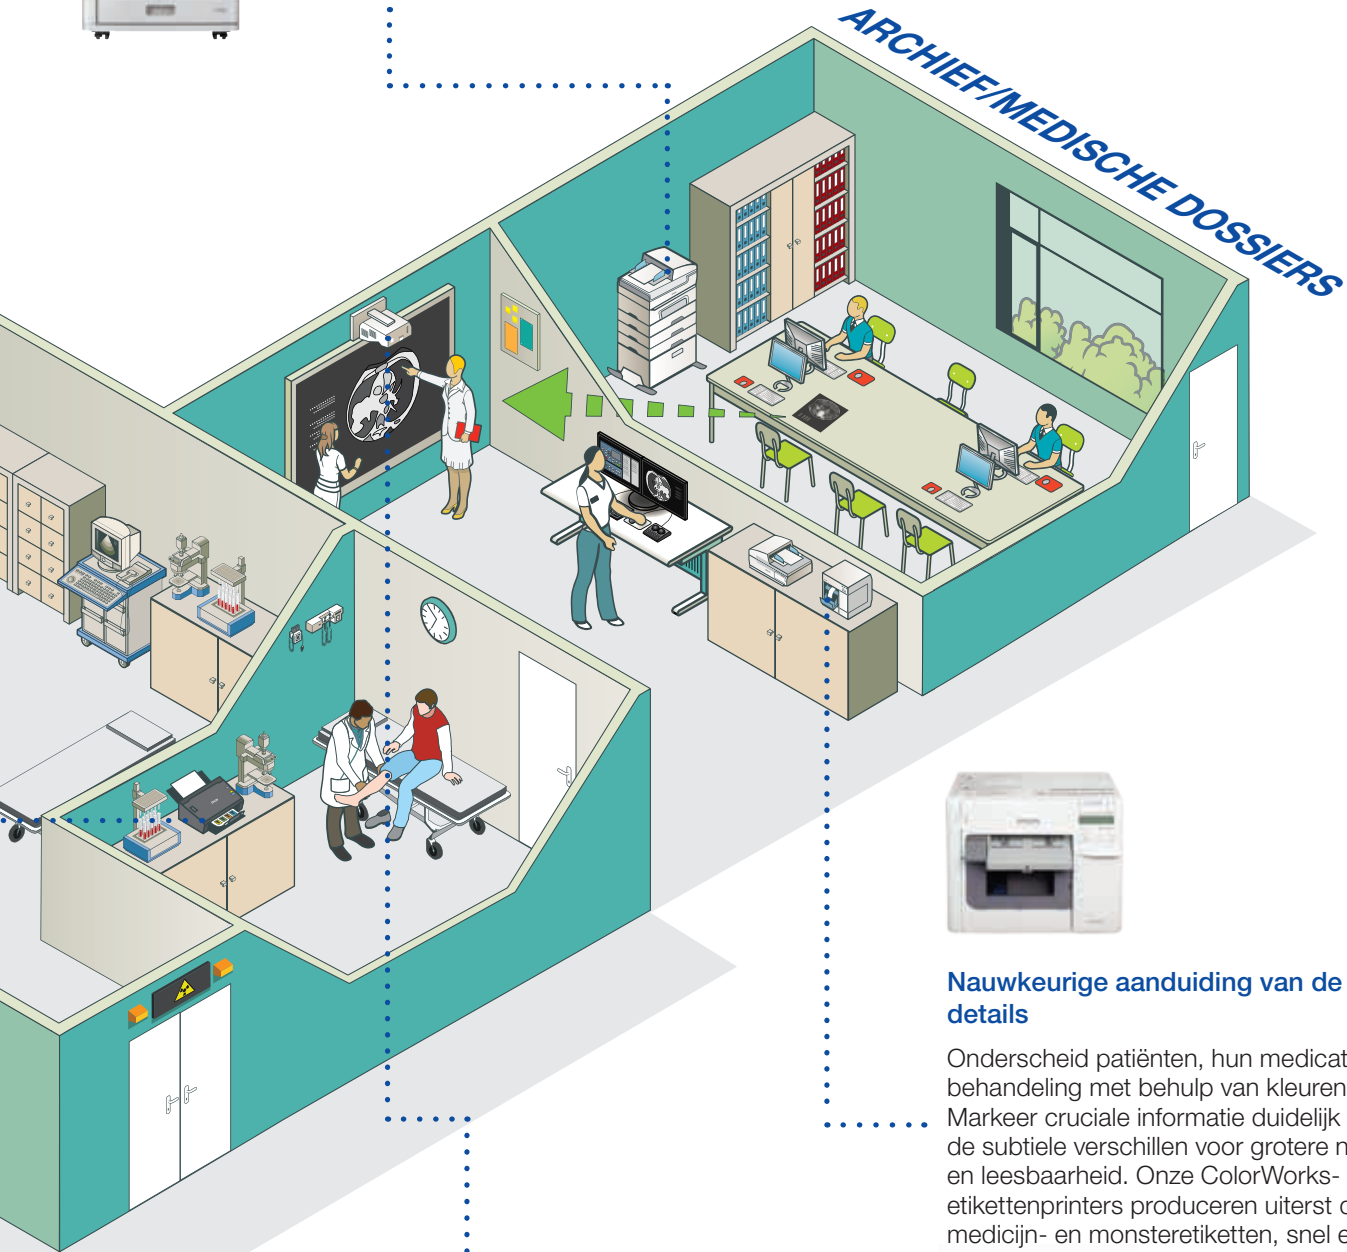 ARCHIEF/MEDISCHE DOSSIERS
Nauwkeurige aanduiding van de
details
Onderscheid patiënten, hun
behandeling met behulp van kleuren
Markeer cruciale informatie duidelijk
de subtiele verschillen voor grotere
en leesbaarheid. Onze ColorWorks-
etikettenprinters produceren uiterst
medicijn- en monsteretiketten, snel